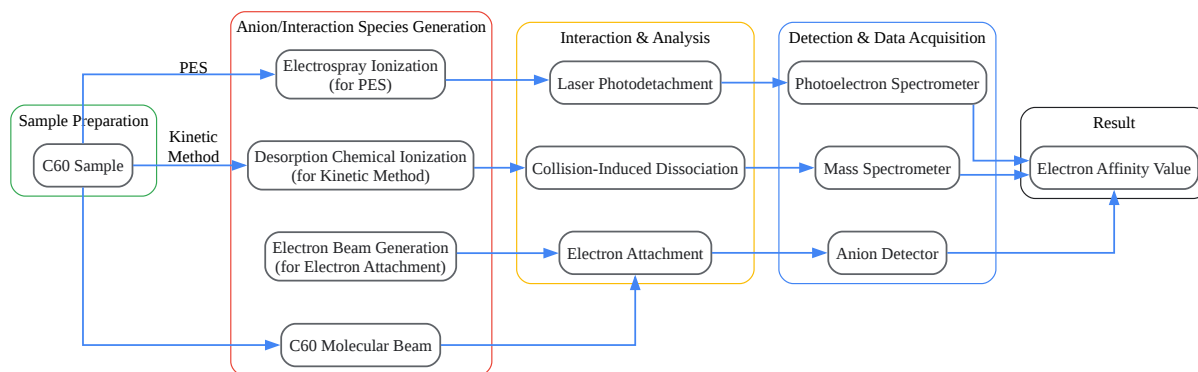 Anion/Interaction Species Generation
Interaction & Analysis
Detection & Data Acquisition
PES
Electrospray Ionization
(for PES)
Laser Photodetachment
Photoelectron Spectrometer
Sample Preparation
Result
Kinetic
Method
C60 Sample
Desorption Chemical Ionization
(for Kinetic Method)
Collision-Induced Dissociation
Mass Spectrometer
Electron Affinity Value
Electron Beam Generation
(for Electron Attachment)
Electron Attachment
Anion Detector
C60 Molecular Beam